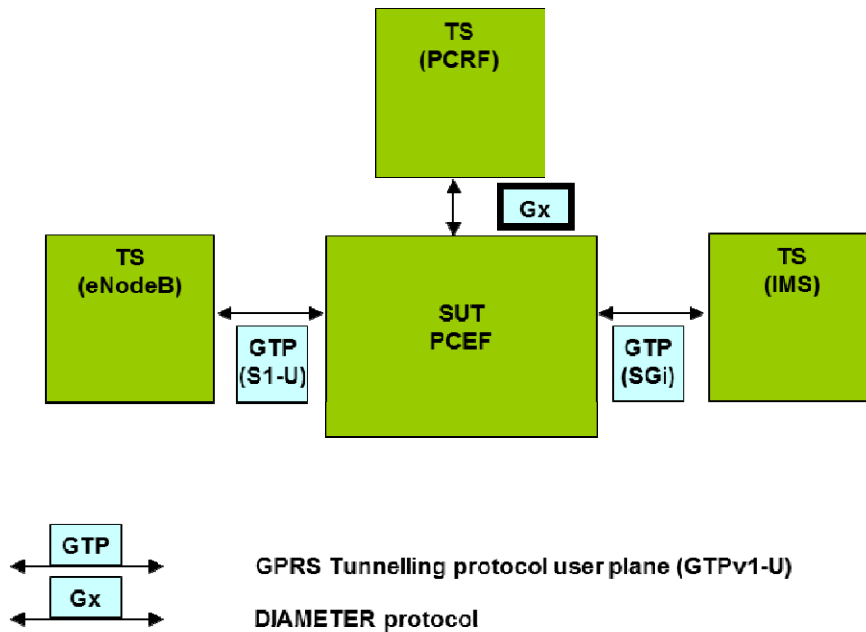 TS
(PCRF)
Gx
TS
(eNodeB)
GTP
(S1-U)
SUT
PCEF
GTP
(SGi)
TS
(IMS)
GTP
GPRS Tunnelling protocol user plane (GTPv1-U)
Gx
DIAMETER protocol